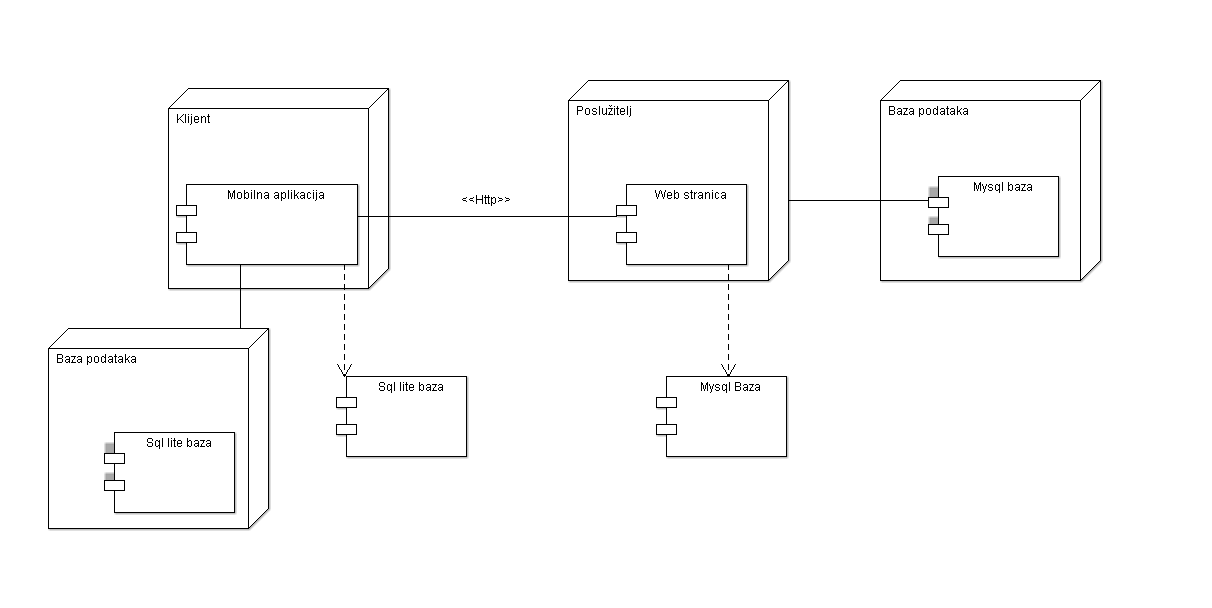 Klijent
Mobilna aplikacija
<<Http>>
Poslužitelj
Web stranica
Baza podataka
Mysql baza
Baza podataka
Sql lite baza
Sql lite baza
Mysql Baza